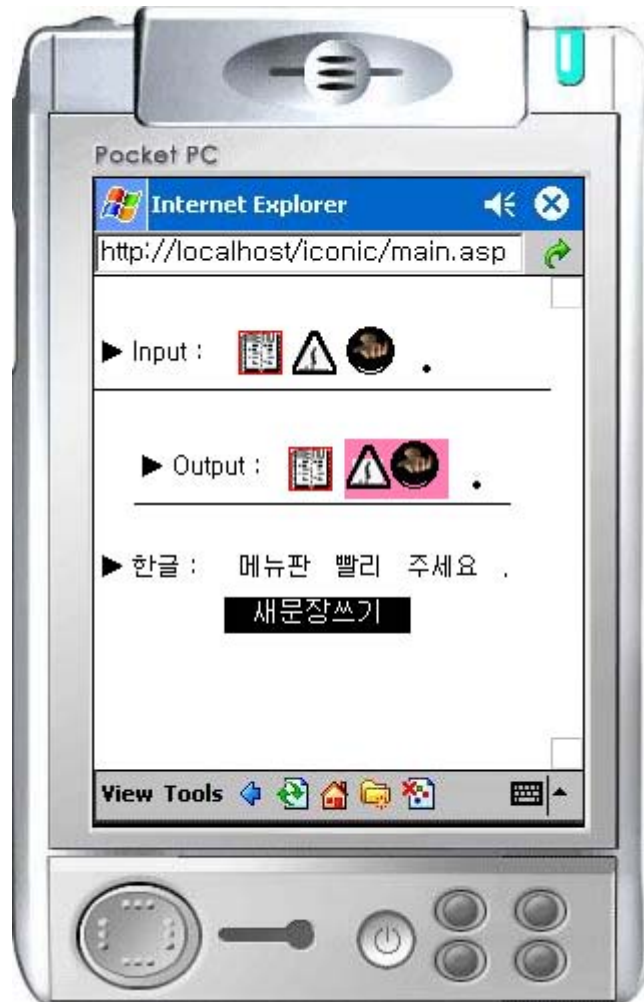 Pocket PC
Internet Explorer
http://localhost/iconic/main.asp
▶ Input : .
▶ Output : .
▶ 한글 : 메뉴판 빨리 주세요 .
새문장쓰기
View Tools